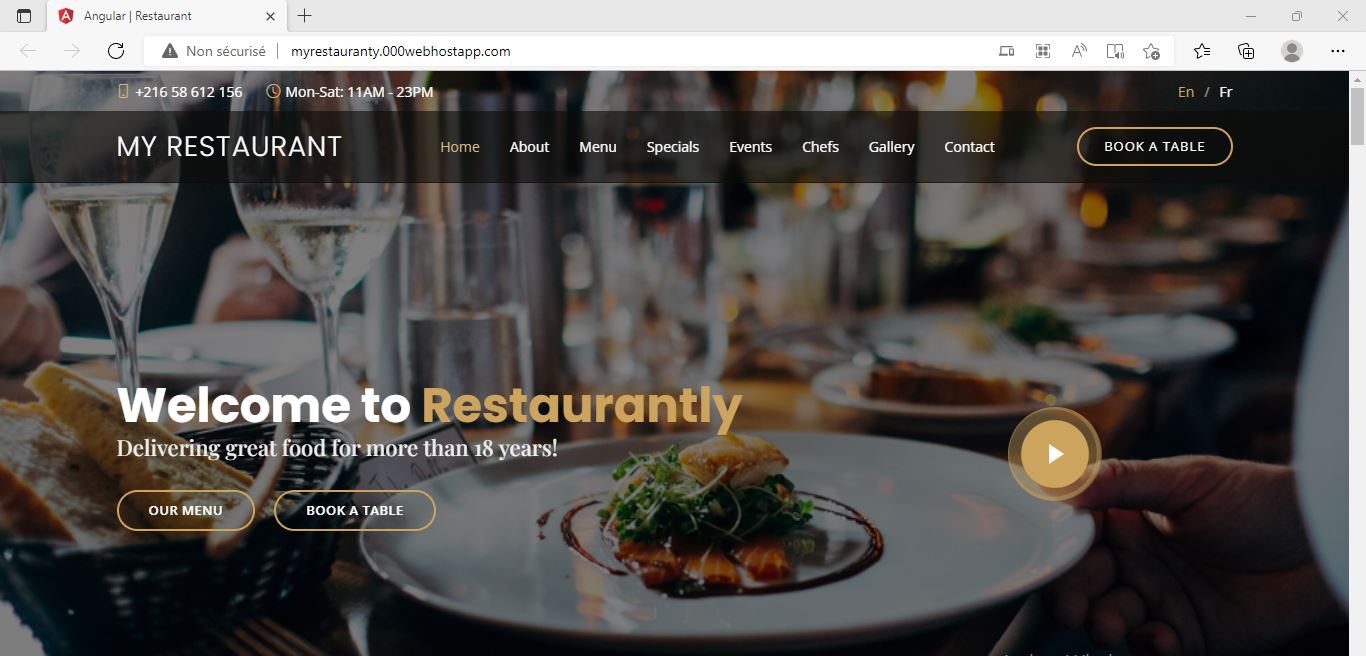 Angular | Restaurant
Non sécurisé myrestauranty.000webhostapp.com
+216 58 612 156 Mon-Sat: 11AM - 23PM En / Fr
MY RESTAURANT Home About Menu Specials Events Chefs Gallery Contact BOOK A TABLE
Welcome to Restaurantly
Delivering great food for more than 18 years!
OUR MENU BOOK A TABLE